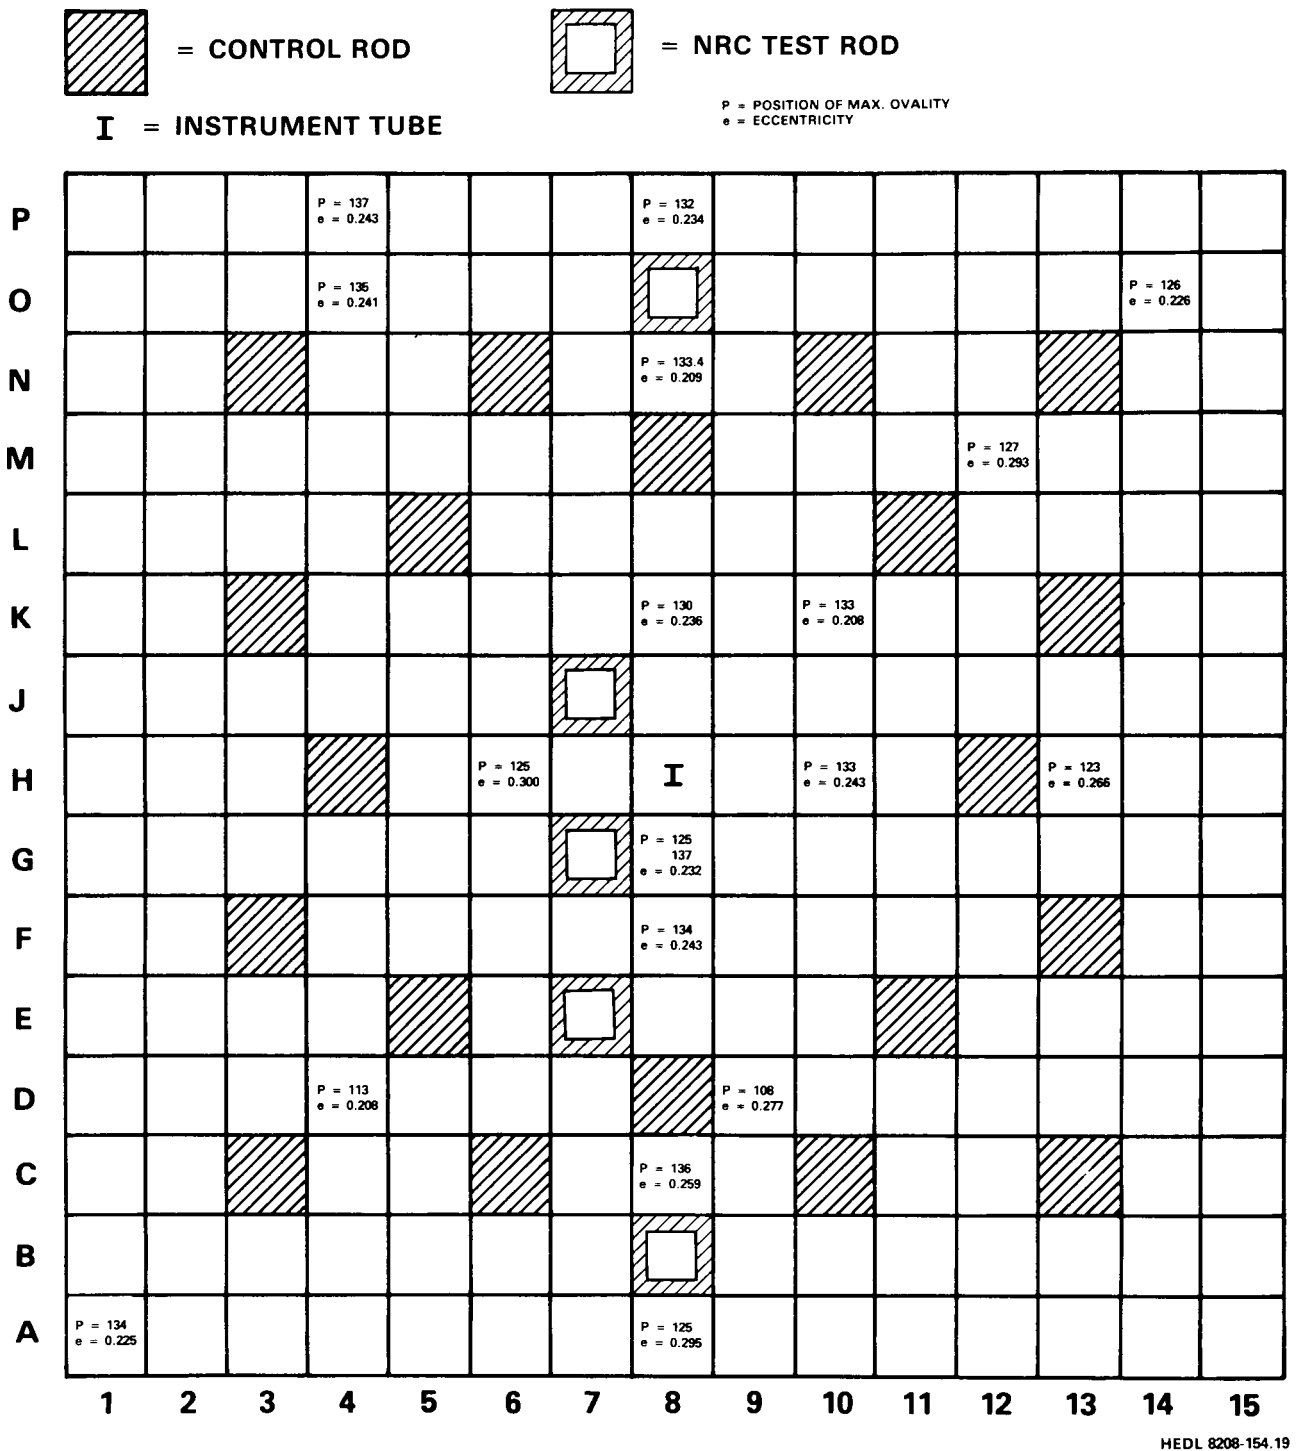 = CONTROL ROD
= NRC TEST ROD
P = POSITION OF MAX. OVALITY
e = ECCENTRICITY
I = INSTRUMENT TUBE
P
P = 137
e = 0.243
P = 132
e = 0.234
O
P = 135
e = 0.241
P = 126
e = 0.226
N
P = 133.4
e = 0.209
M
P = 127
e = 0.293
L
K
P = 130
e = 0.236
P = 133
e = 0.208
J
H
P = 125
e = 0.300
I
P = 133
e = 0.243
P = 123
e = 0.266
G
P = 125
137
e = 0.232
F
P = 134
e = 0.243
E
D
P = 113
e = 0.208
P = 108
e = 0.277
C
P = 136
e = 0.259
B
A
P = 134
e = 0.225
P = 125
e = 0.295
1 2 3 4 5 6 7 8 9 10 11 12 13 14 15
HEDL 8208-154.19